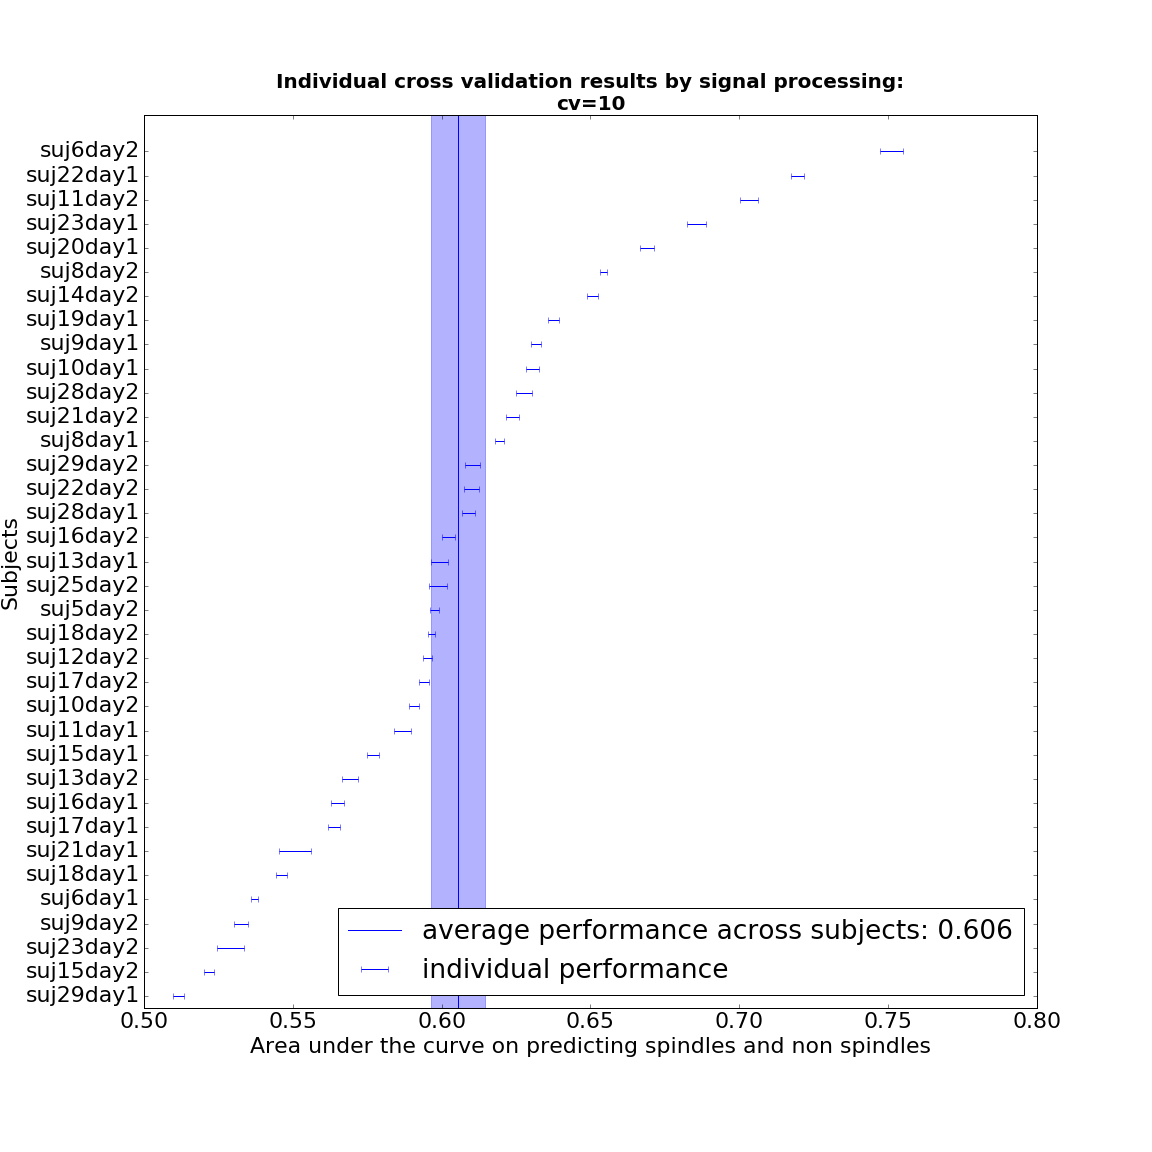 Individual cross validation results by signal processing:
cv=10
suj6day2
suj22day1
suj11day2
suj23day1
suj20day1
suj8day2
suj14day2
suj19day1
suj9day1
suj10day1
suj28day2
suj21day2
suj8day1
suj29day2
suj22day2
suj28day1
suj16day2
suj13day1
suj25day2
suj5day2
suj18day2
suj12day2
suj17day2
suj10day2
suj11day1
suj15day1
suj13day2
suj16day1
suj17day1
suj21day1
suj18day1
suj6day1
suj9day2
suj23day2
suj15day2
suj29day1
Subjects
average performance across subjects: 0.606
individual performance
0.50 0.55 0.60 0.65 0.70 0.75 0.80
Area under the curve on predicting spindles and non spindles